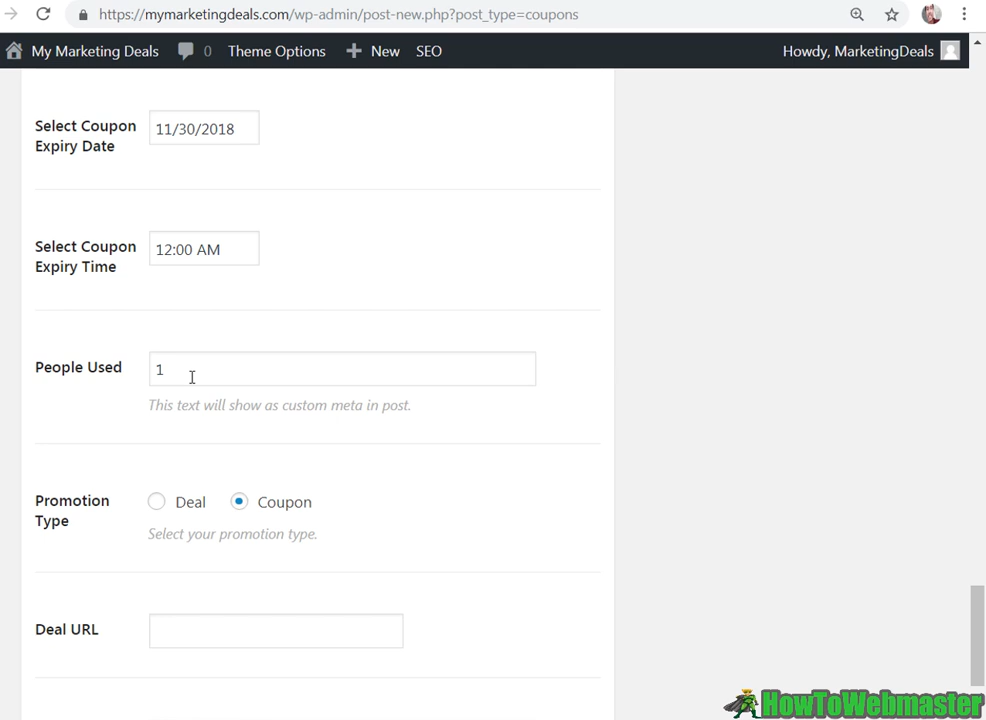 https://mymarketingdeals.com/wp-admin/post-new.php?post_type=coupons
My Marketing Deals 0 Theme Options New SEO Howdy, MarketingDeals
Select Coupon
Expiry Date
11/30/2018
Select Coupon
Expiry Time
12:00 AM
People Used
1
This text will show as custom meta in post.
Promotion
Type
Deal Coupon
Select your promotion type.
Deal URL
HowToWebmaster